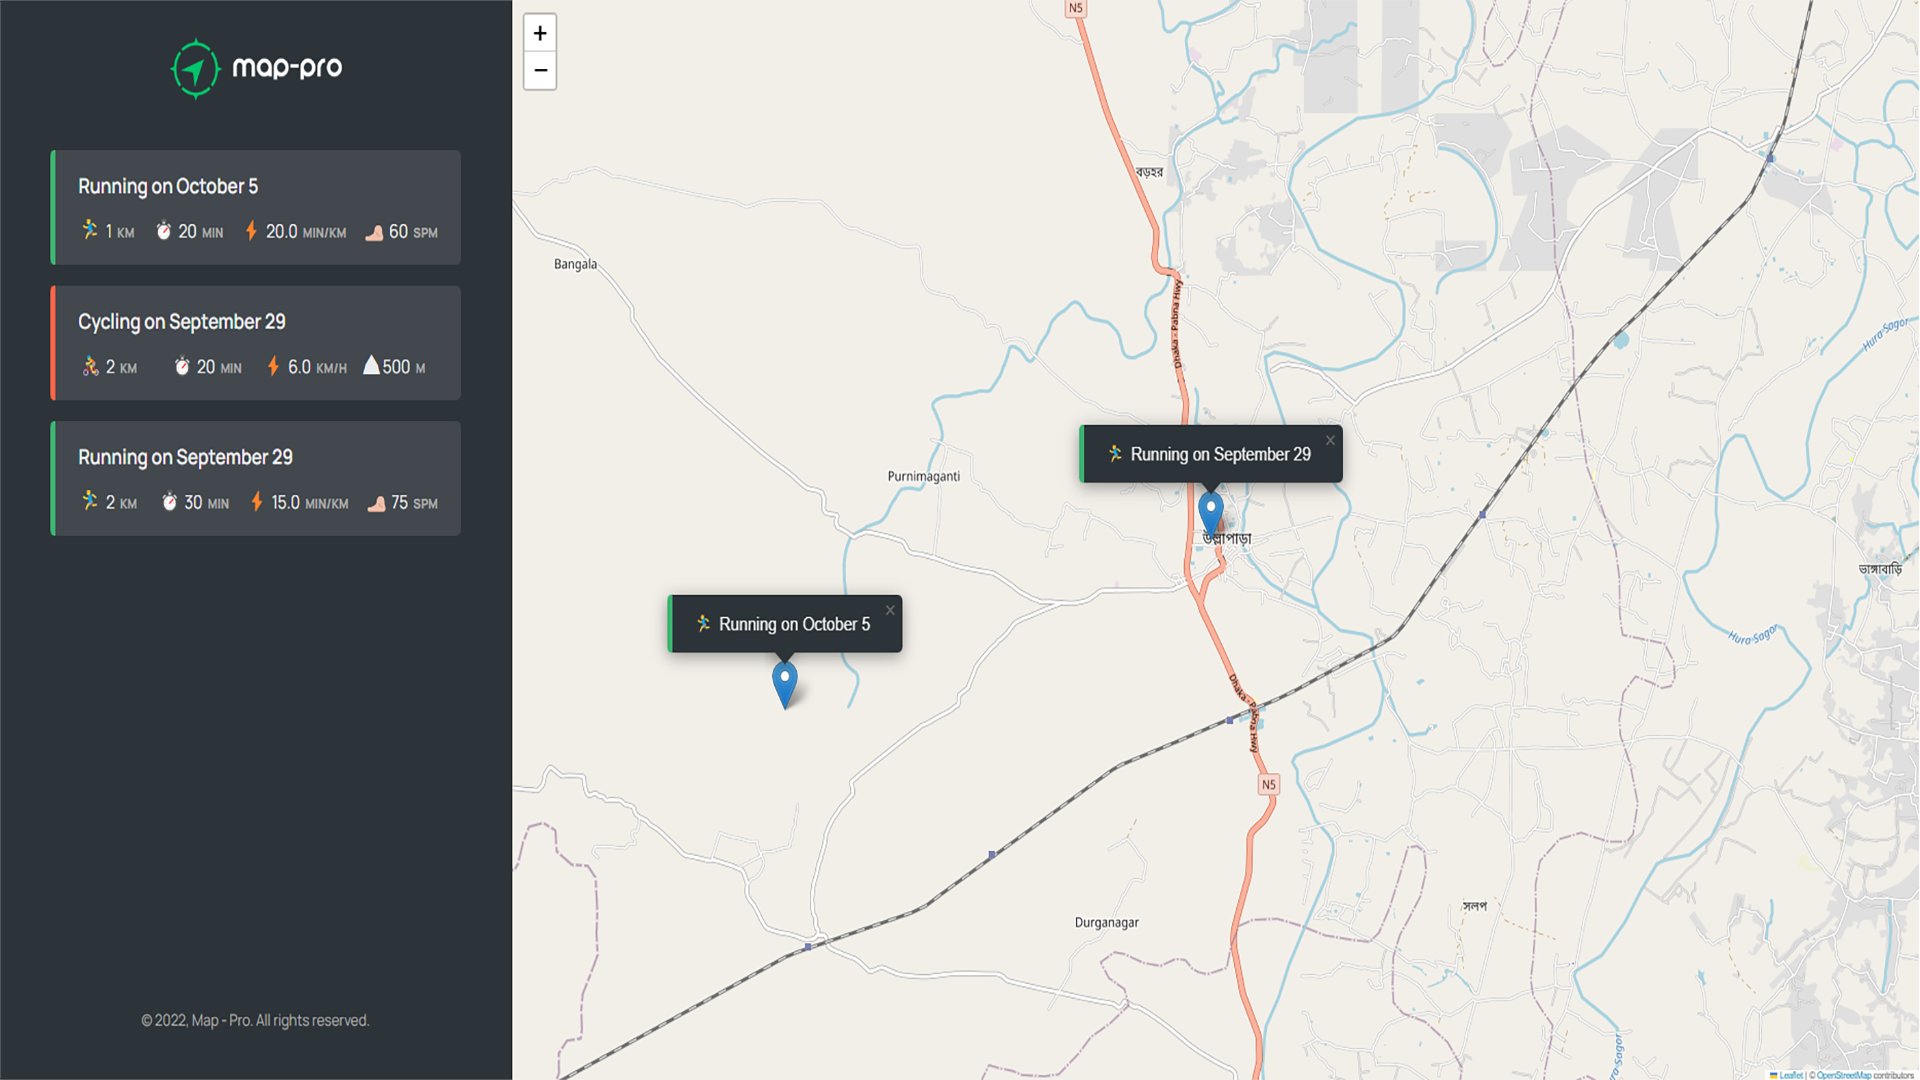 map-pro
Running on October 5
1 KM 20 MIN 20.0 MIN/KM 60 SPM
Cycling on September 29
2 KM 20 MIN 6.0 KM/H 500 M
Running on September 29
2 KM 30 MIN 15.0 MIN/KM 75 SPM
© 2022, Map - Pro. All rights reserved.
+
−
N5
বড়হর
Bangala
Dhaka - Pabna Hwy
Hura Sagor
× Running on September 29
Purnimaganti
উল্লাপাড়া
ভাঙ্গাবাড়ি
× Running on October 5
Hura Sagor
Dhaka - Pabna Hwy
N5
সলপ
Durganagar
Leaflet | © OpenStreetMap contributors